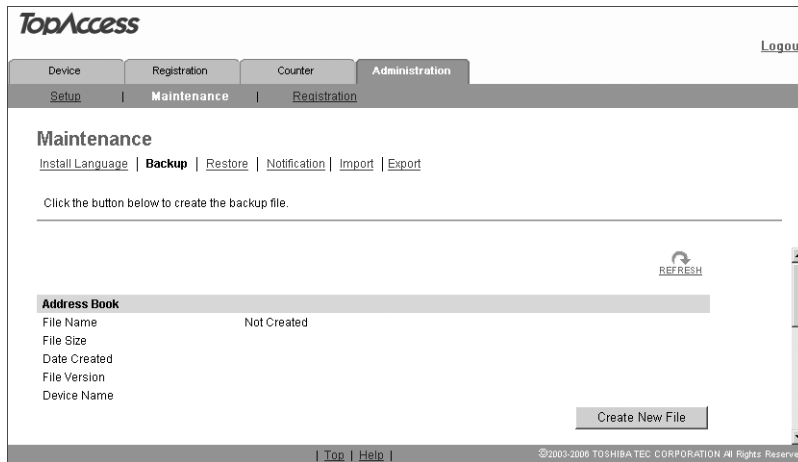 TopAccess
Logou
Device Registration Counter Administration
Setup | Maintenance | Registration
Maintenance
Install Language | Backup | Restore | Notification | Import | Export
Click the button below to create the backup file.
REFRESH
Address Book
File Name Not Created
File Size
Date Created
File Version
Device Name
Create New File
| Top | Help | ©2003-2006 TOSHIBA TEC CORPORATION All Rights Reserve